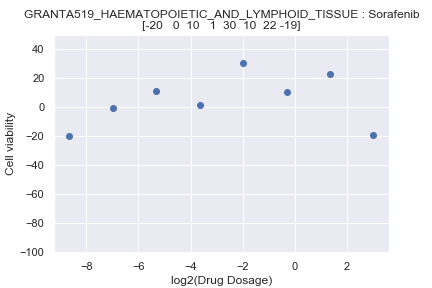 GRANTA519_HAEMATOPOIETIC_AND_LYMPHOID_TISSUE : Sorafenib
[-20 0 10 1 30 10 22 -19]
40
20
0
−20
−40
−60
−80
−100
Cell viability
−8 −6 −4 −2 0 2
log2(Drug Dosage)